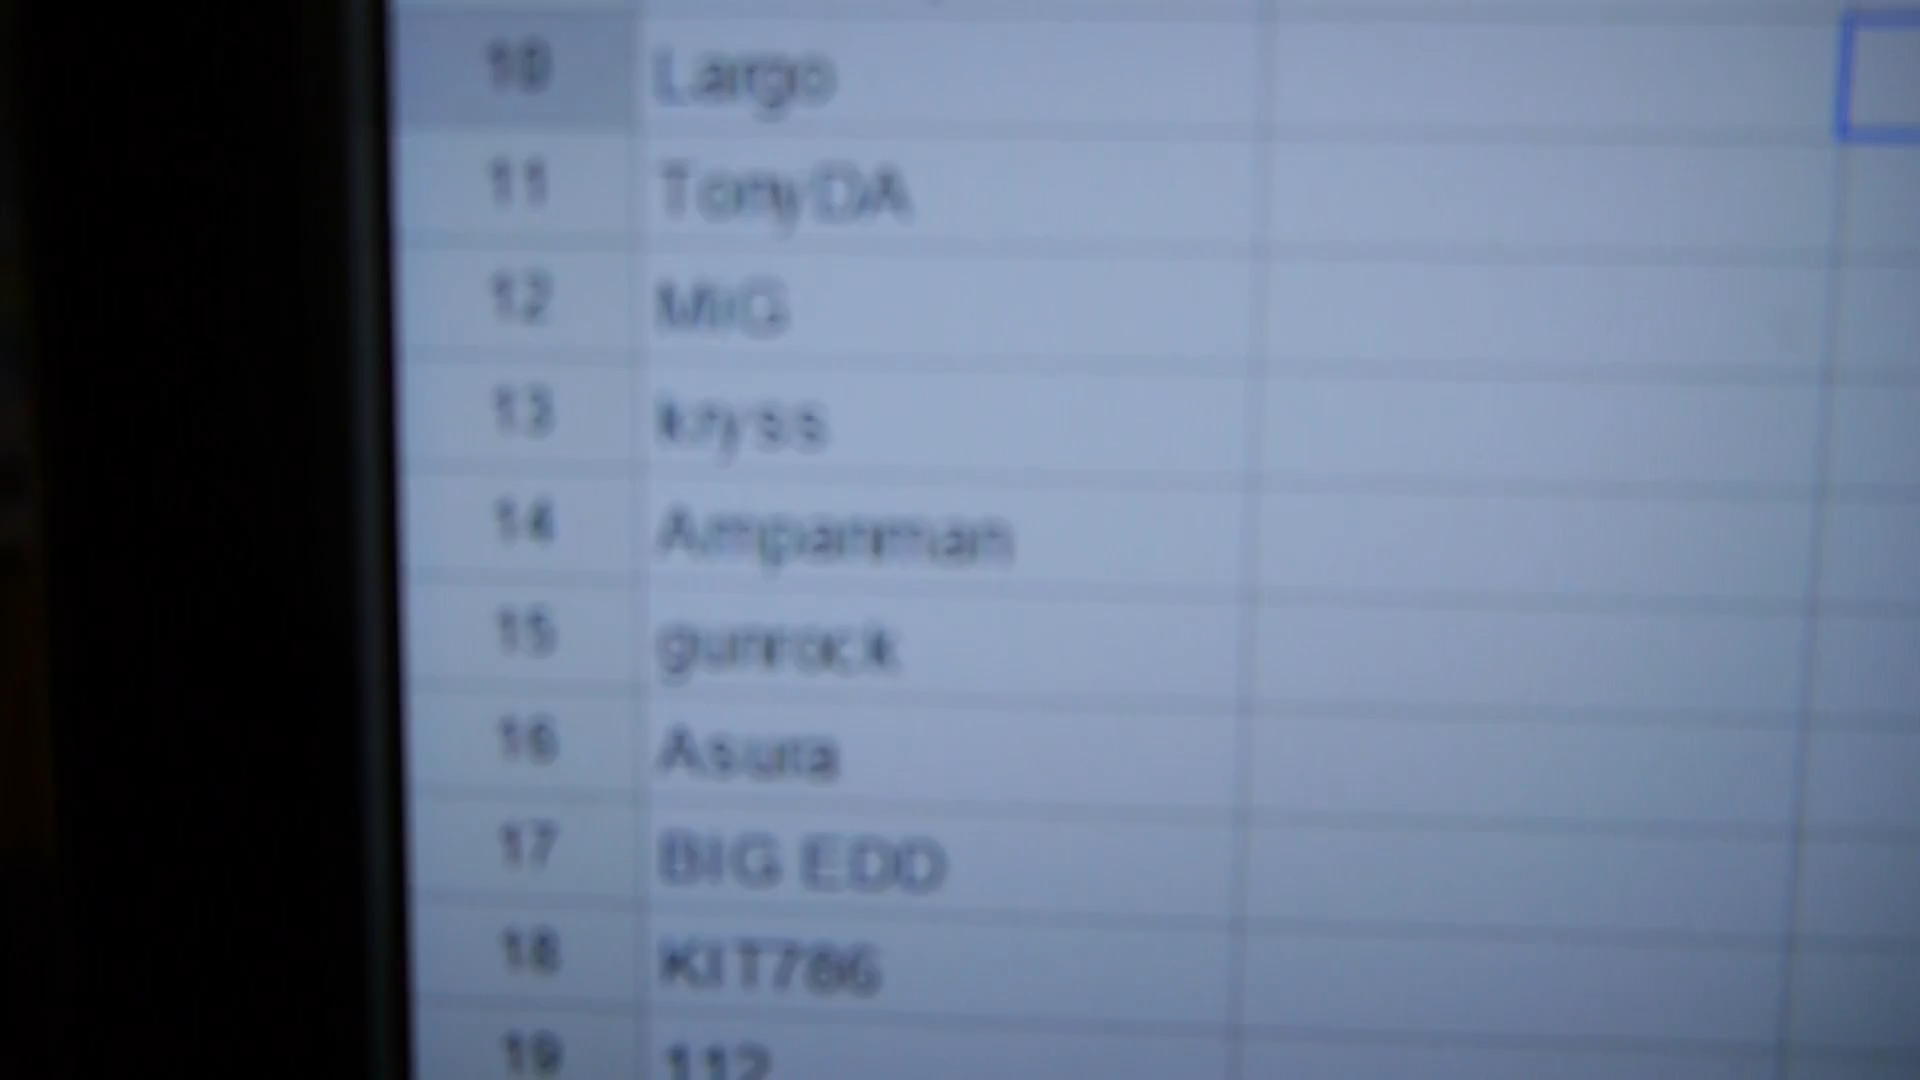 10 Largo
11 TonyDA
12 MiG
13 kryss
14 Ampanman
15 gunrock
16 Asura
17 BIG EDD
18 KIT786
19 112